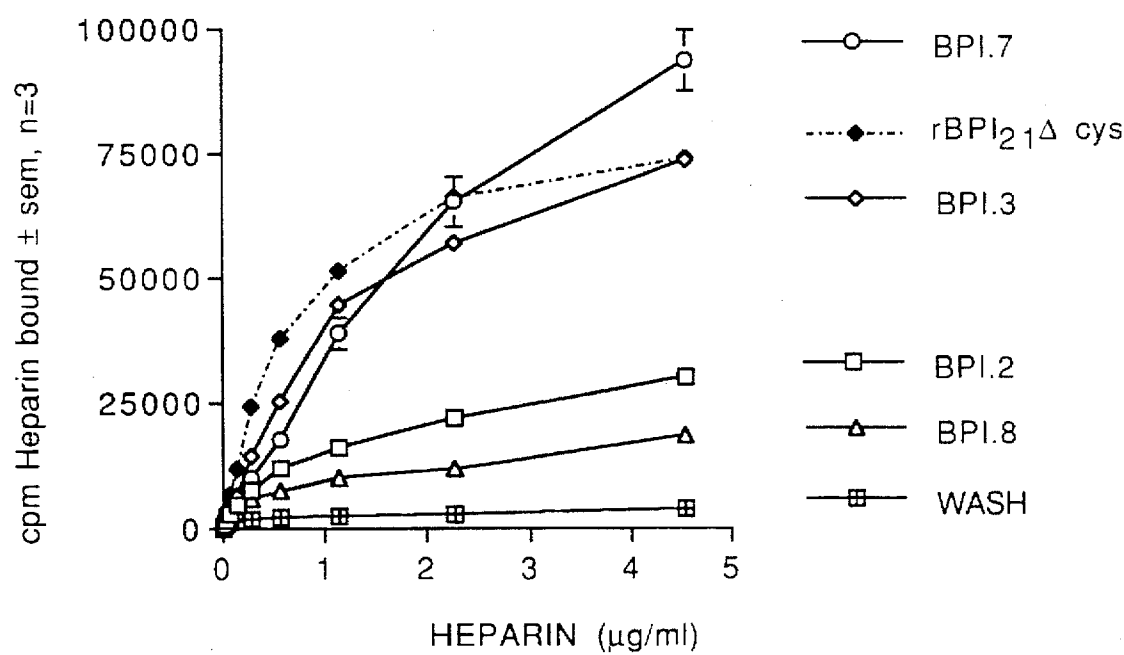 cpm Heparin bound ± sem, n=3
100000
75000
50000
25000
0
0 1 2 3 4 5
HEPARIN (μg/ml)
BPI.7
rBPI21Δ cys
BPI.3
BPI.2
BPI.8
WASH